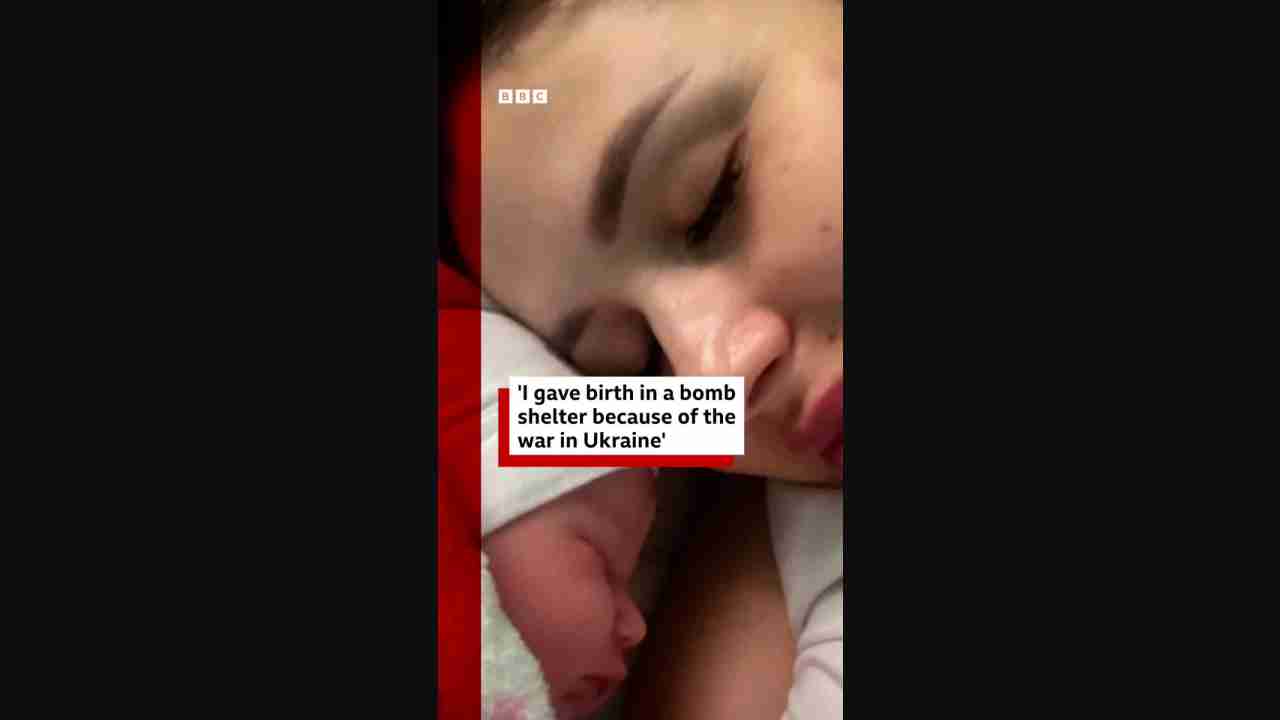 BBC
'I gave birth in a bomb
shelter because of the
war in Ukraine'